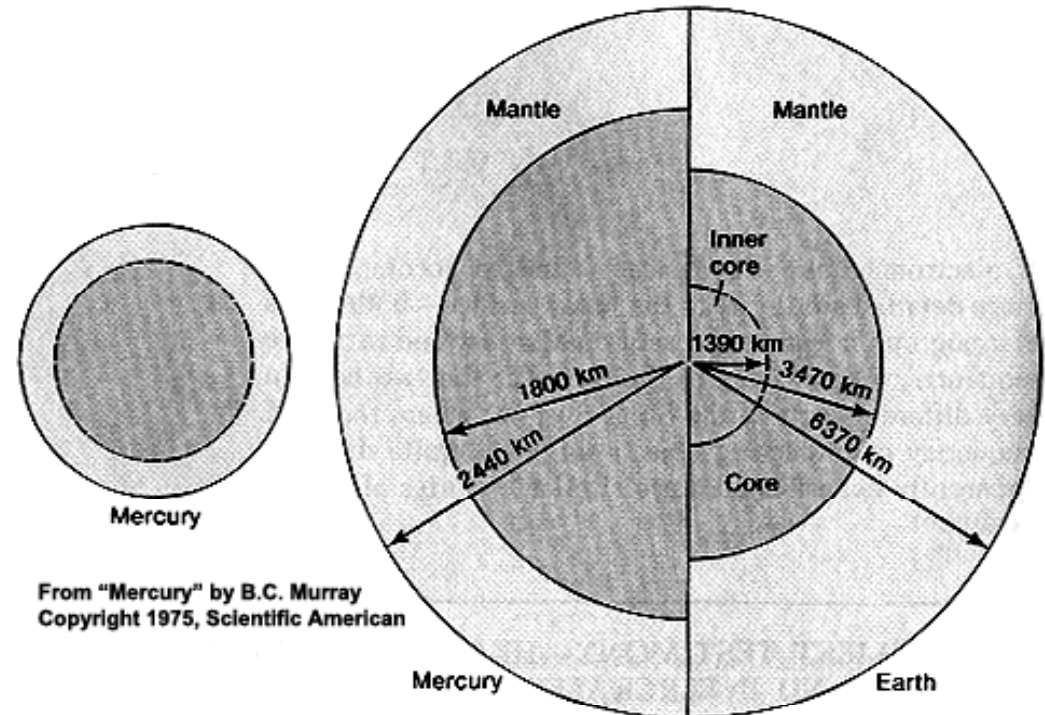 Mantle
Mantle
Inner
core
1390 km
1800 km
3470 km
2440 km
6370 km
Core
Mercury
From “Mercury” by B.C. Murray
Copyright 1975, Scientific American
Mercury
Earth